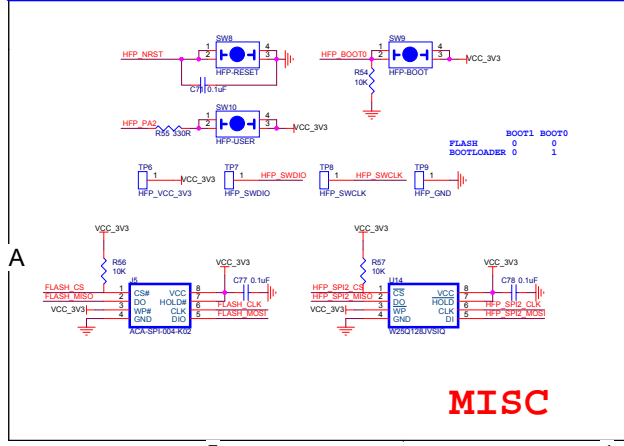 SW8
HFP_NRST 1 2 4 3
HFP-RESET
C71 0.1uF
SW9
HFP_BOOT0 1 2 4 3 VCC_3V3
HFP-BOOT
R54
10K
SW10
HFP_PA2 R55 330R 1 2 4 3 VCC_3V3
HFP-USER
BOOT1 BOOT0
FLASH 0 0
BOOTLOADER 0 1
TP6 1 VCC_3V3
HFP_VCC_3V3
TP7 1 HFP_SWDIO
HFP_SWDIO
TP8 1 HFP_SWCLK
HFP_SWCLK
TP9 1
HFP_GND
A
VCC_3V3
R56
10K
VCC_3V3
J5
C77 0.1uF
FLASH_CS 1 CS# VCC 8
FLASH_MISO 2 DO HOLD# 7
VCC_3V3 3 WP# CLK 6 FLASH_CLK
4 GND DIO 5 FLASH_MOSI
ACA-SPI-004-K02
VCC_3V3
R57
10K
VCC_3V3
U14
C78 0.1uF
HFP_SPI2_CS 1 CS VCC 8
HFP_SPI2_MISO 2 DO HOLD 7
VCC_3V3 3 WP CLK 6 HFP_SPI2_CLK
4 GND DI 5 HFP_SPI2_MOSI
W25Q128JVSIQ
MISC